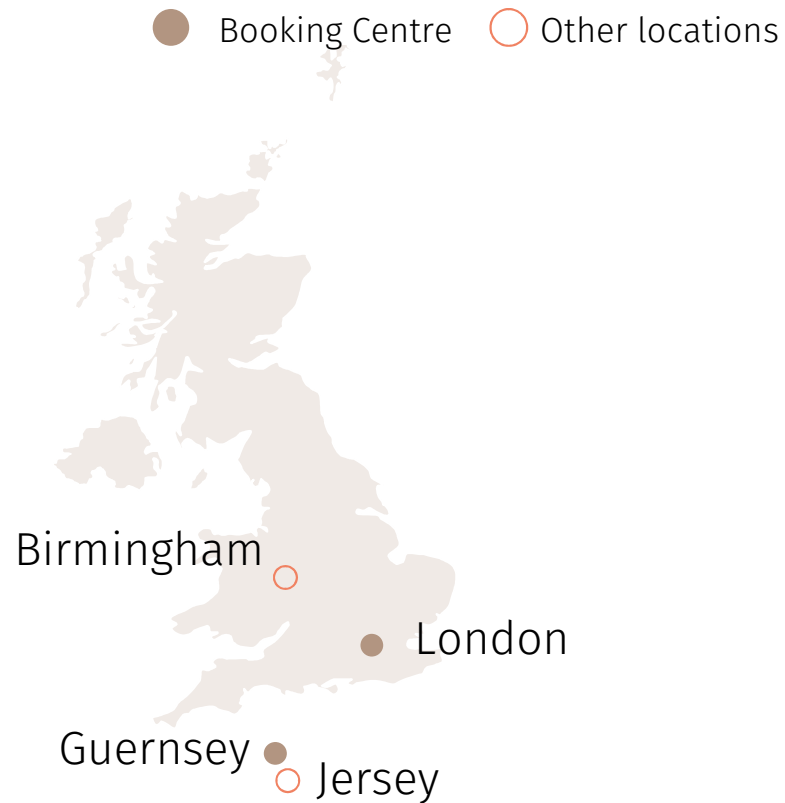 Booking Centre Other locations
Birmingham
London
Guernsey
Jersey